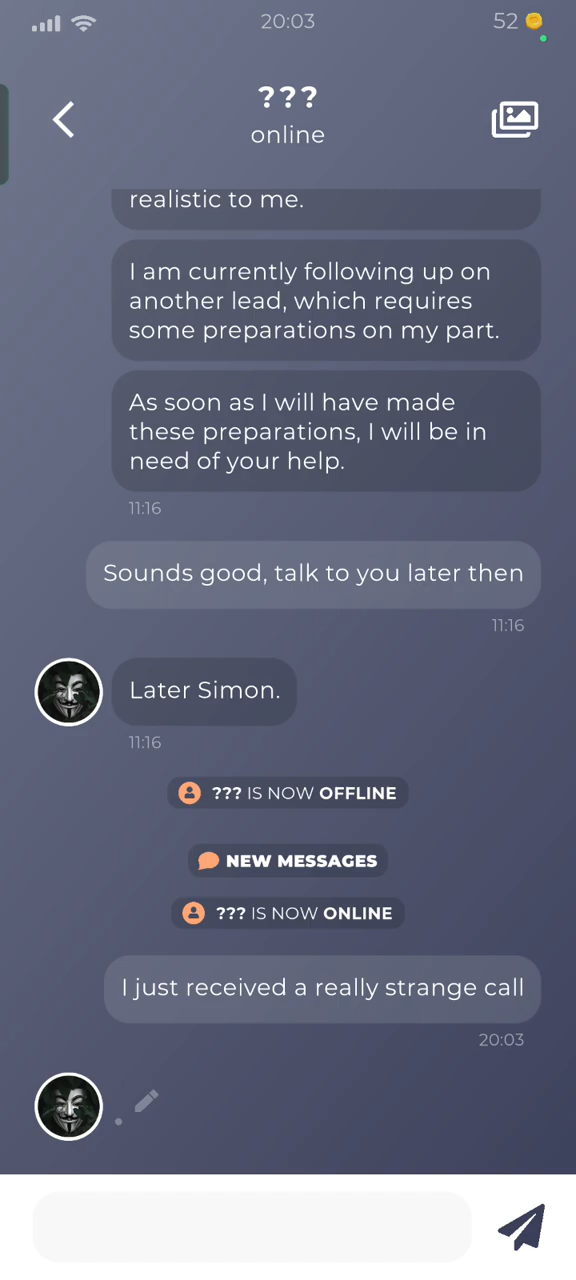 20:03
52
???
online
realistic to me.
I am currently following up on
another lead, which requires
some preparations on my part.
As soon as I will have made
these preparations, I will be in
need of your help.
11:16
Sounds good, talk to you later then
11:16
Later Simon.
11:16
??? IS NOW OFFLINE
NEW MESSAGES
??? IS NOW ONLINE
I just received a really strange call
20:03